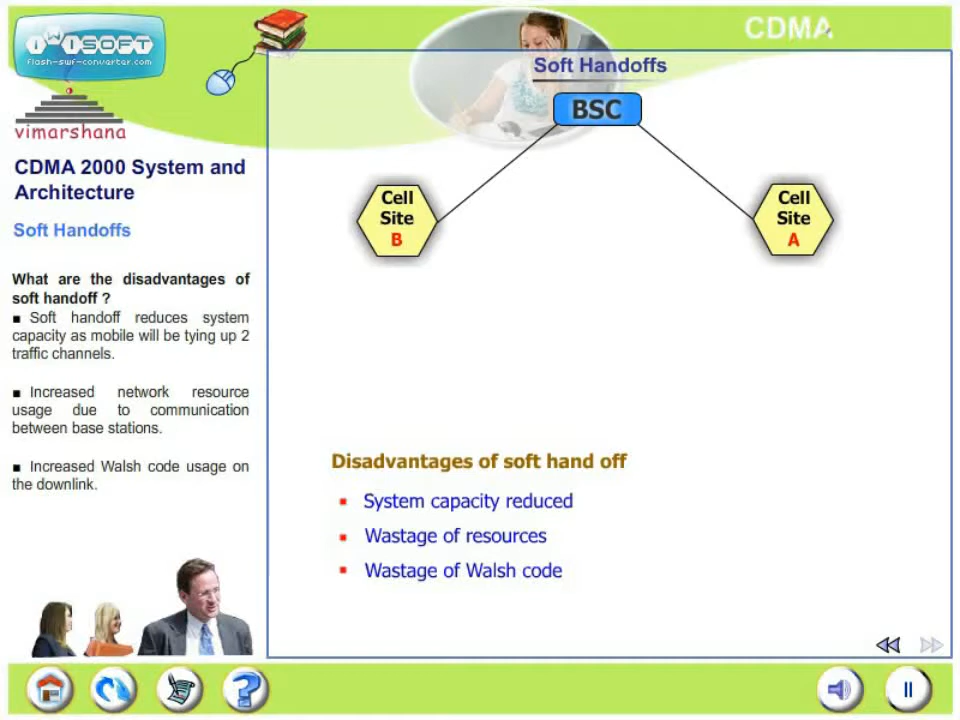 CDMA
iWiSOFT
flash-swf-converter.com
vimarshana
CDMA 2000 System and
Architecture
Soft Handoffs
What are the disadvantages of
soft handoff ?
■ Soft handoff reduces system
capacity as mobile will be tying up 2
traffic channels.
■ Increased network resource
usage due to communication
between base stations.
■ Increased Walsh code usage on
the downlink.
Soft Handoffs
BSC
Cell
Site
B
Cell
Site
A
Disadvantages of soft hand off
System capacity reduced
Wastage of resources
Wastage of Walsh code